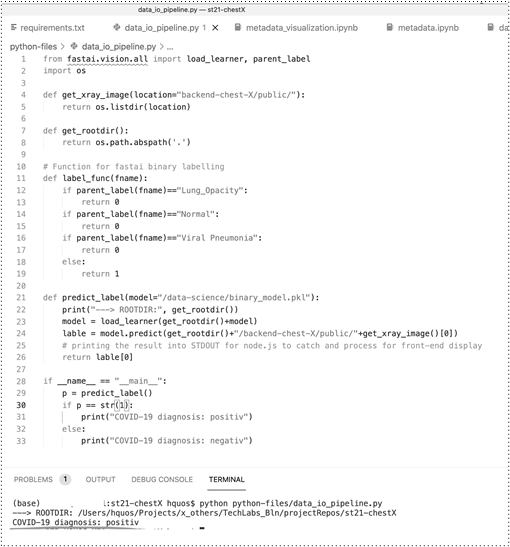 data_io_pipeline.py — st21-chestX
requirements.txt
data_io_pipeline.py 1
metadata_visualization.ipynb
metadata.ipynb
da
python-files > data_io_pipeline.py > ...
1 from fastai.vision.all import load_learner, parent_label
2 import os
3
4 def get_xray_image(location="backend-chest-X/public/"):
5 return os.listdir(location)
6
7 def get_rootdir():
8 return os.path.abspath('.')
9
10 # Function for fastai binary labelling
11 def label_func(fname):
12 if parent_label(fname)=="Lung_Opacity":
13 return 0
14 if parent_label(fname)=="Normal":
15 return 0
16 if parent_label(fname)=="Viral Pneumonia":
17 return 0
18 else:
19 return 1
20
21 def predict_label(model="/data-science/binary_model.pkl"):
22 print("---> ROOTDIR:", get_rootdir())
23 model = load_learner(get_rootdir()+model)
24 lable = model.predict(get_rootdir()+"/backend-chest-X/public/"+get_xray_image()[0])
25 # printing the result into STDOUT for node.js to catch and process for front-end display
26 return lable[0]
27
28 if __name__ == "__main__":
29 p = predict_label()
30 if p == str(1):
31 print("COVID-19 diagnosis: positiv")
32 else:
33 print("COVID-19 diagnosis: negativ")
PROBLEMS 1 OUTPUT DEBUG CONSOLE TERMINAL
(base) :st21-chestX hquos$ python python-files/data_io_pipeline.py
---> ROOTDIR: /Users/hquos/Projects/x_others/TechLabs_Bln/projectRepos/st21-chestX
COVID-19 diagnosis: positiv